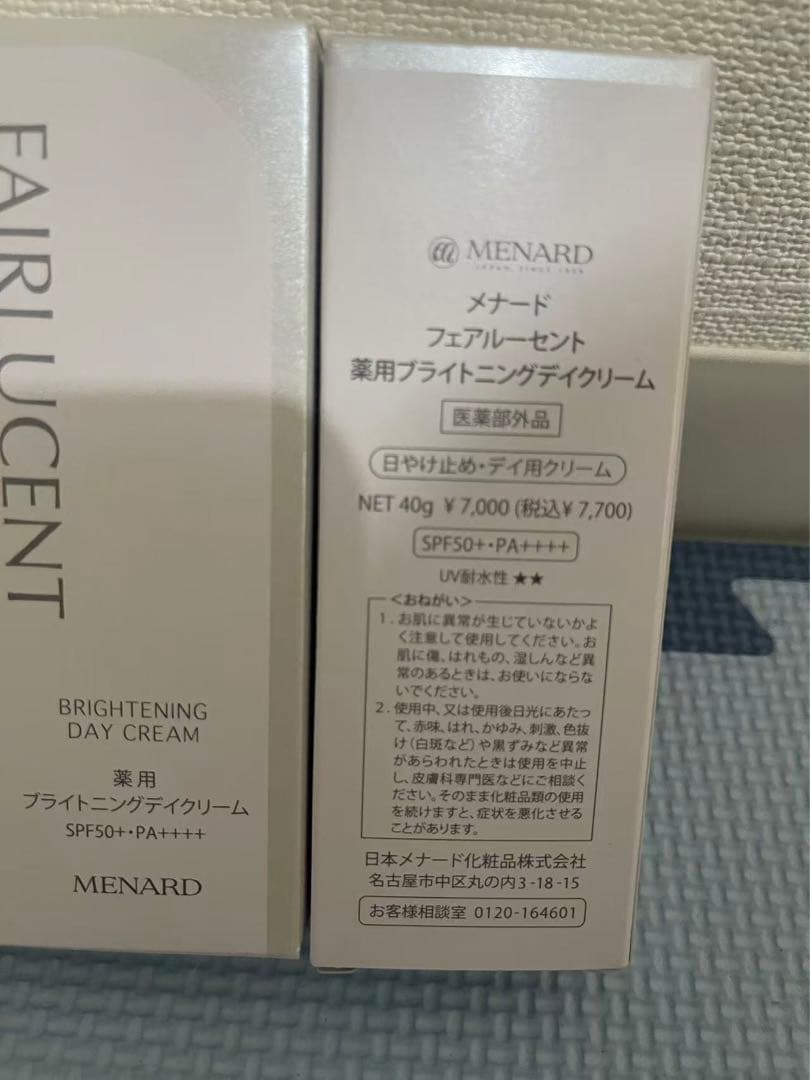 FAIRLUCENT
BRIGHTENING
DAY CREAM
薬用
ブライトニングデイクリーム
SPF50+・PA++++
MENARD
MENARD
JAPAN, SINCE 1959
メナード
フェアルーセント
薬用ブライトニングデイクリーム
医薬部外品
日やけ止め・デイ用クリーム
NET 40g ¥7,000 (税込¥7,700)
SPF50+・PA++++
UV耐水性★★
<おねがい>
1. お肌に異常が生じていないかよ
く注意して使用してください。お
肌に傷、はれもの、湿しんなど異
常のあるときは、お使いにならな
いでください。
2. 使用中、又は使用後日光にあたっ
て、赤味、はれ、かゆみ、刺激、色抜
け(白斑など)や黒ずみなど異常
があらわれたときは使用を中止
し、皮膚科専門医などにご相談く
ださい。そのまま化粧品類の使用
を続けますと、症状を悪化させる
ことがあります。
日本メナード化粧品株式会社
名古屋市中区丸の内3-18-15
お客様相談室 0120-164601